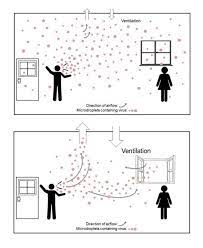 Ventilation
Direction of airflow
Microdroplets containing virus
Ventilation
Direction of airflow
Microdroplets containing virus